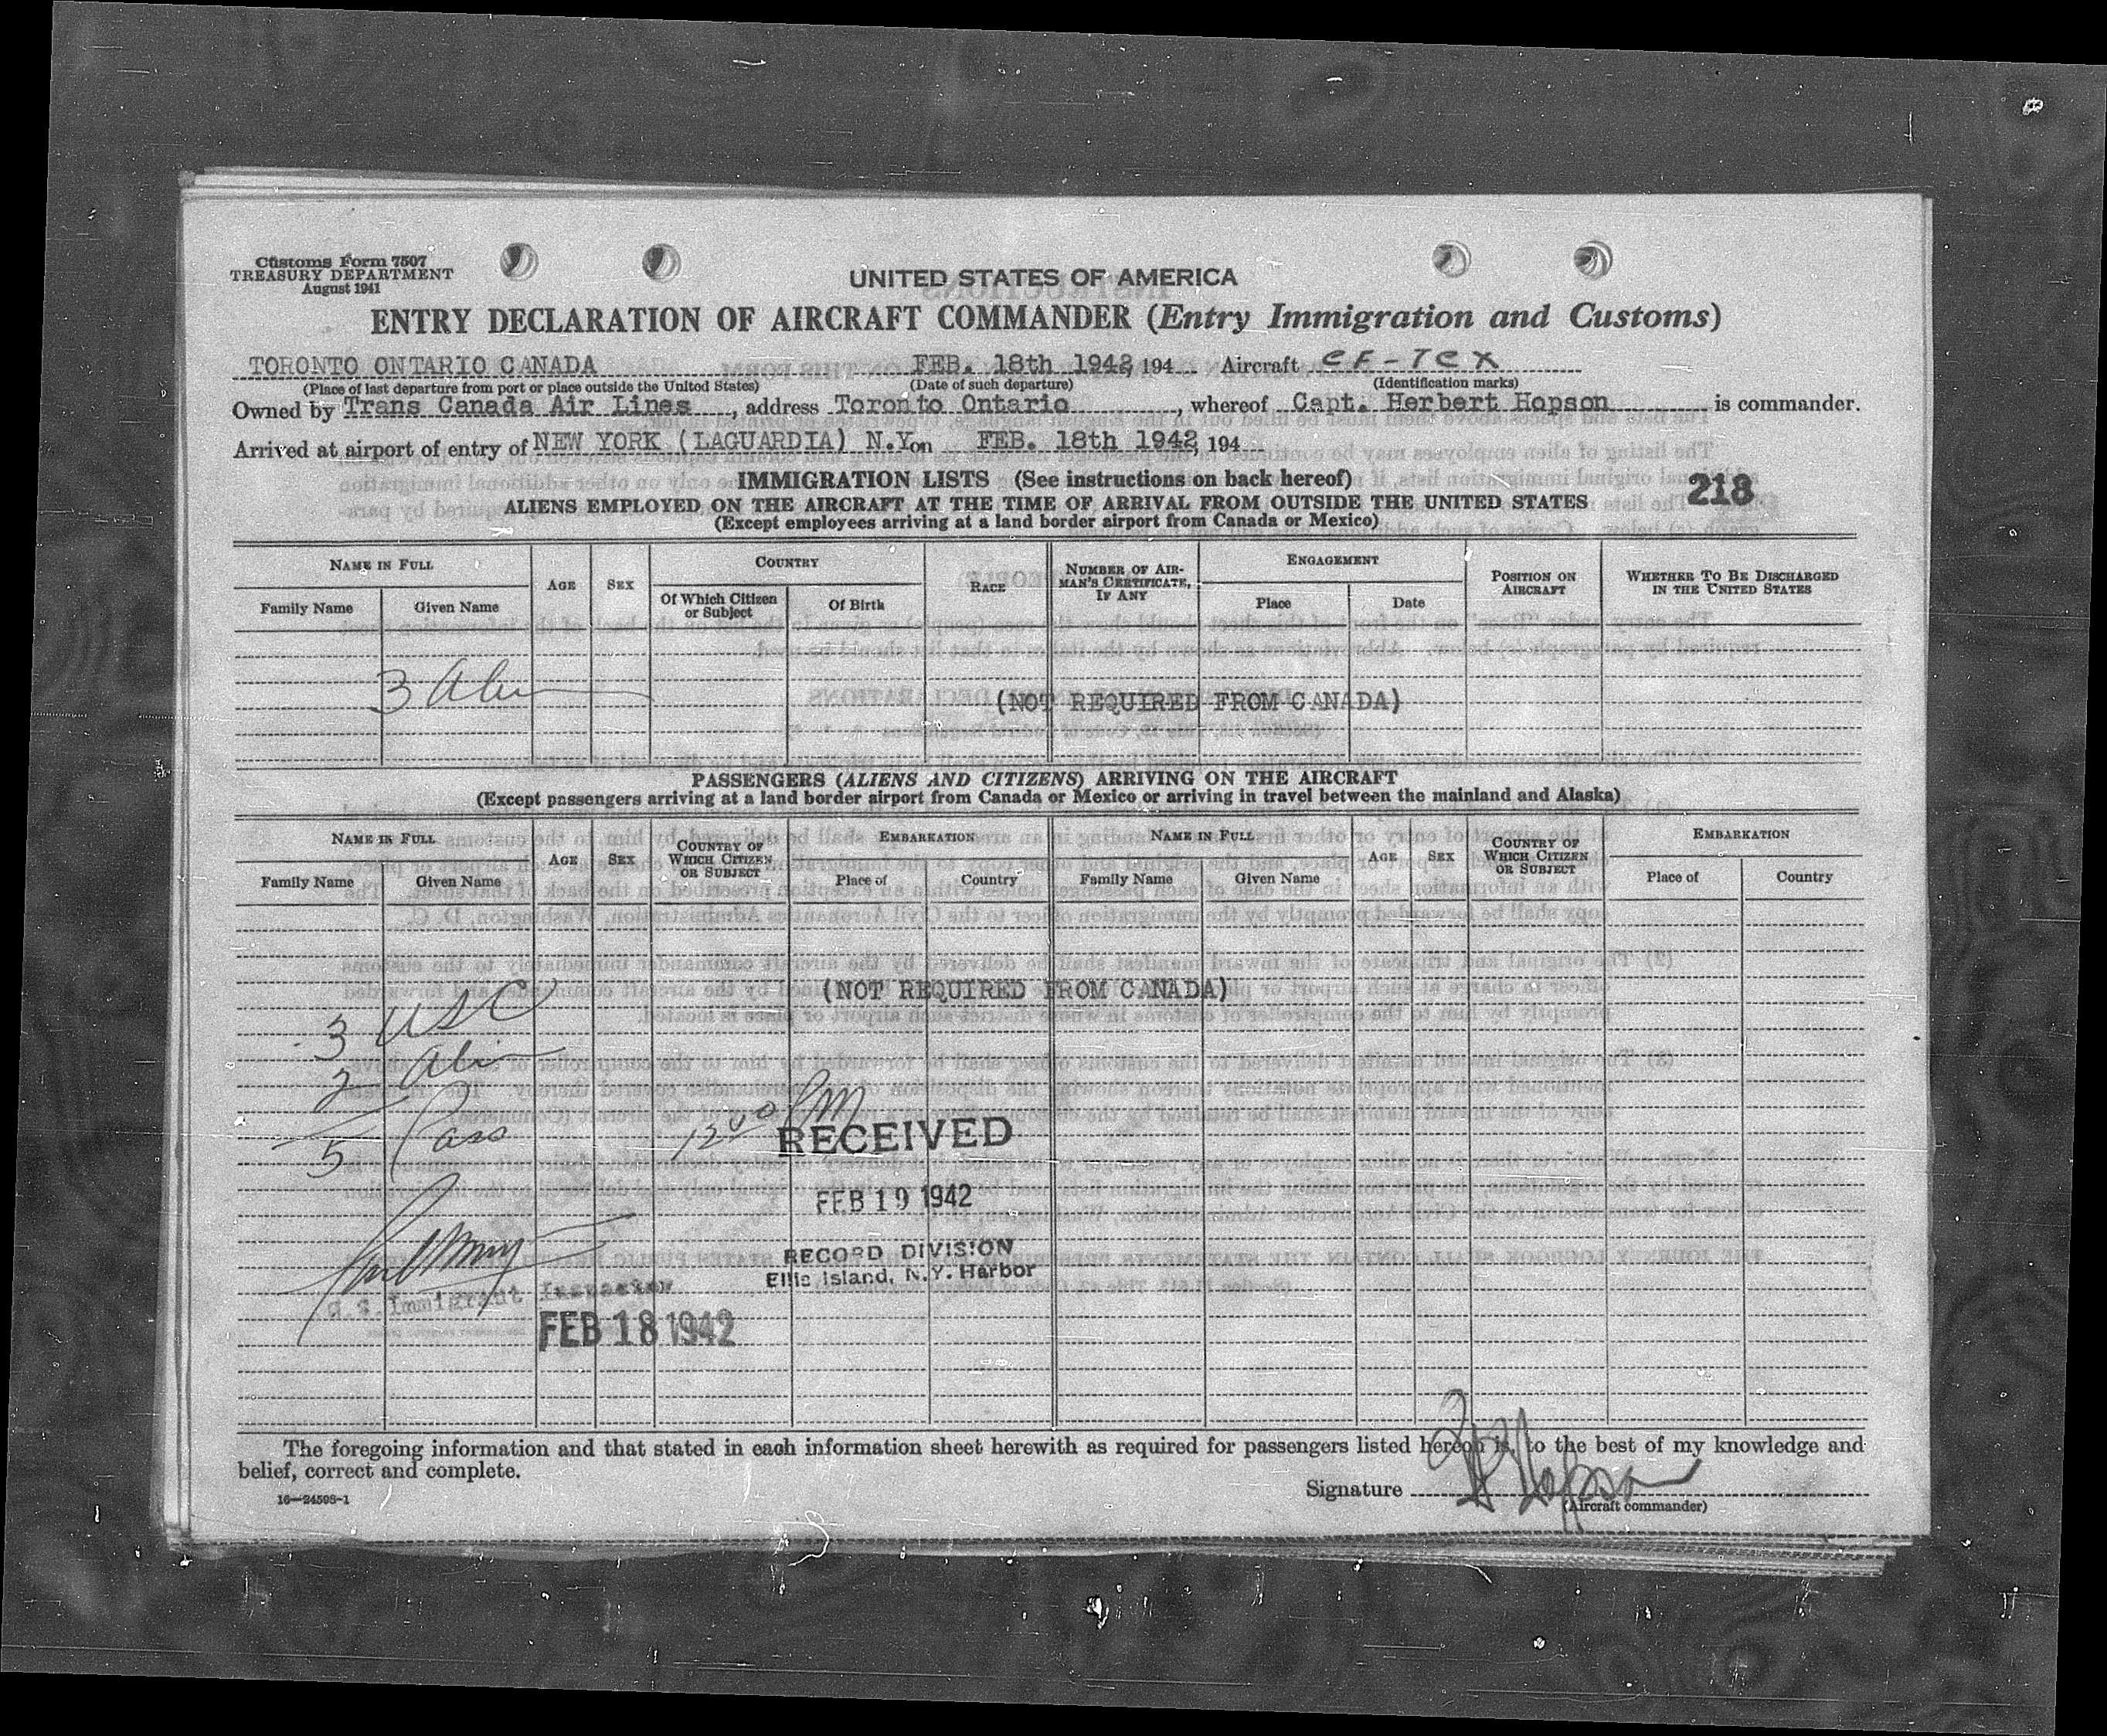 Customs Form 7507
TREASURY DEPARTMENT
August 1941
UNITED STATES OF AMERICA
ENTRY DECLARATION OF AIRCRAFT COMMANDER (Entry Immigration and Customs)
TORONTO ONTARIO CANADA FEB. 18th 1942, 194 Aircraft CF-TCX
(Place of last departure from port or place outside the United States) (Date of such departure) (Identification marks)
Owned by Trans Canada Air Lines, address Toronto Ontario, whereof Capt. Herbert Hopson is commander.
Arrived at airport of entry of NEW YORK (LAGUARDIA) N.Y. on FEB. 18th 1942, 194
IMMIGRATION LISTS (See instructions on back hereof)
218
ALIENS EMPLOYED ON THE AIRCRAFT AT THE TIME OF ARRIVAL FROM OUTSIDE THE UNITED STATES
(Except employees arriving at a land border airport from Canada or Mexico)
NAME IN FULL AGE SEX COUNTRY RACE NUMBER OF AIRMAN'S CERTIFICATE, IF ANY ENGAGEMENT POSITION ON AIRCRAFT WHETHER TO BE DISCHARGED IN THE UNITED STATES
Family Name Given Name Of Which Citizen or Subject Of Birth Place Date
3 Alien
(NOT REQUIRED FROM CANADA)
PASSENGERS (ALIENS AND CITIZENS) ARRIVING ON THE AIRCRAFT
(Except passengers arriving at a land border airport from Canada or Mexico or arriving in travel between the mainland and Alaska)
NAME IN FULL AGE SEX COUNTRY OF WHICH CITIZEN OR SUBJECT EMBARKATION NAME IN FULL AGE SEX COUNTRY OF WHICH CITIZEN OR SUBJECT EMBARKATION
Family Name Given Name Place of Country Family Name Given Name Place of Country
(NOT REQUIRED FROM CANADA)
3 USC
2 Alien
5 Pass
12 00 PM
RECEIVED
FEB 19 1942
RECORD DIVISION
Ellis Island, N.Y. Harbor
U.S. Immigrant Inspector
FEB 18 1942
The foregoing information and that stated in each information sheet herewith as required for passengers listed hereon is, to the best of my knowledge and
belief, correct and complete.
Signature H Hopson
(Aircraft commander)
16—24598-1